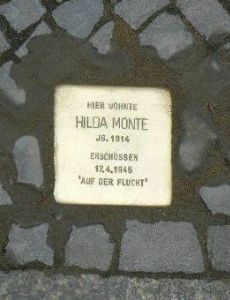 HIER WOHNTE
HILDA MONTE
JG. 1914
ERSCHOSSEN
17.4.1945
'AUF DER FLUCHT'